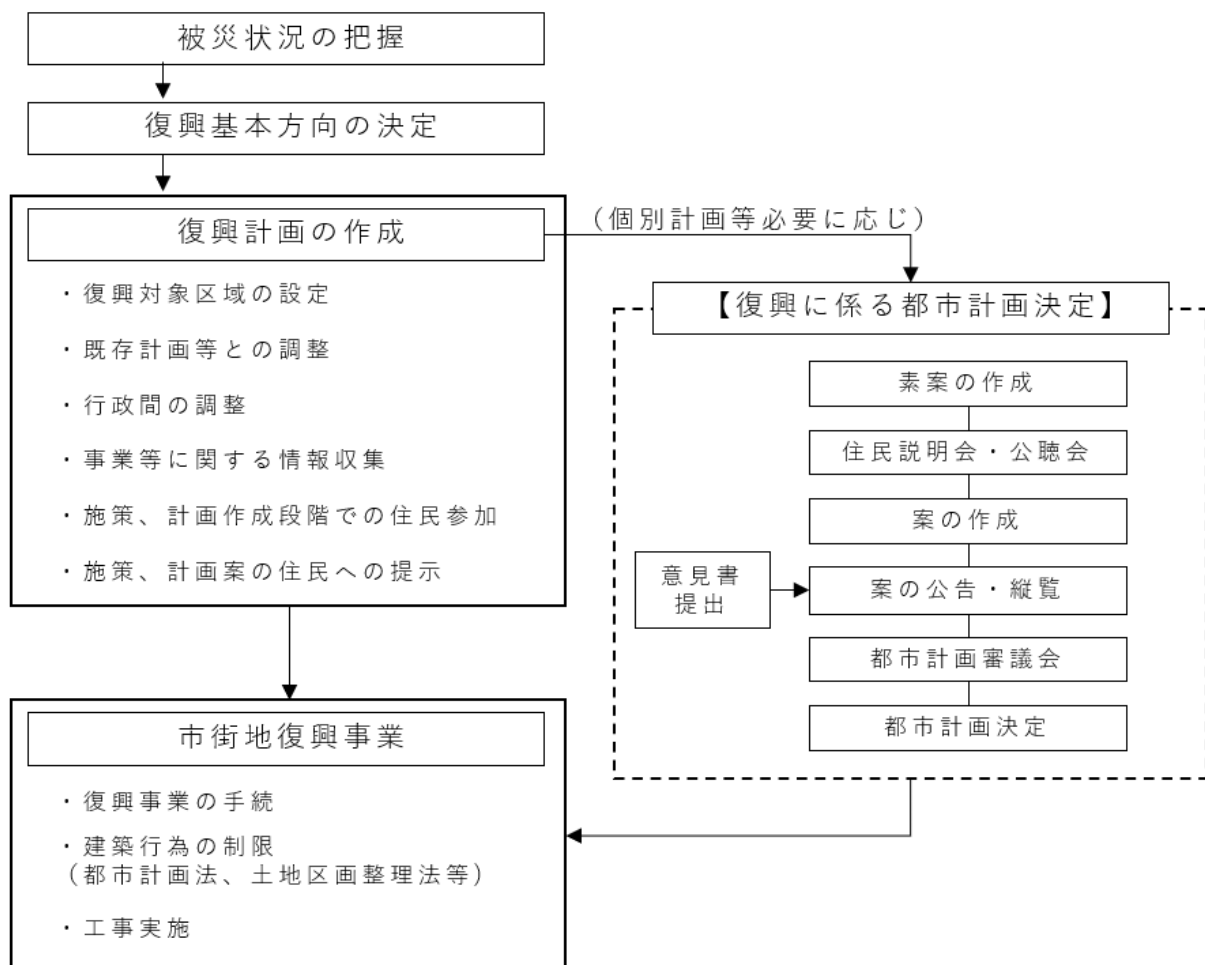 被災状況の把握
復興基本方向の決定
復興計画の作成
・復興対象区域の設定
・既存計画等との調整
・行政間の調整
・事業等に関する情報収集
・施策、計画作成段階での住民参加
・施策、計画案の住民への提示
（個別計画等必要に応じ）
【復興に係る都市計画決定】
素案の作成
住民説明会・公聴会
案の作成
意見書
提出
案の公告・縦覧
都市計画審議会
都市計画決定
市街地復興事業
・復興事業の手続
・建築行為の制限
（都市計画法、土地区画整理法等）
・工事実施